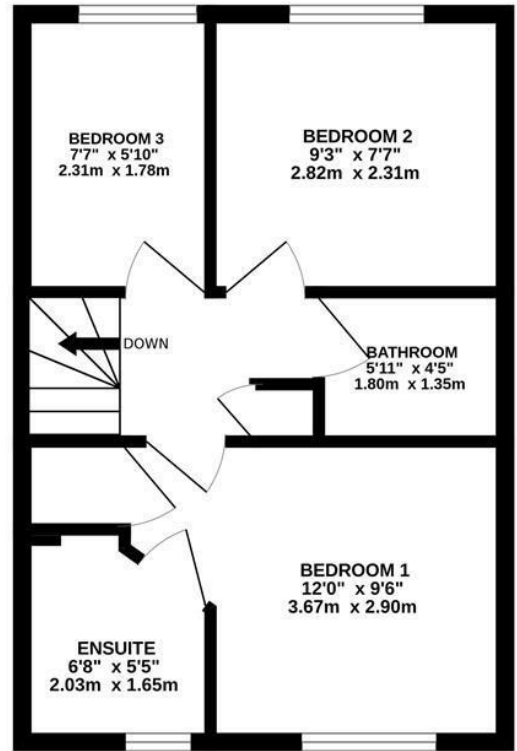 BEDROOM 3
7'7" x 5'10"
2.31m x 1.78m
BEDROOM 2
9'3" x 7'7"
2.82m x 2.31m
DOWN
BATHROOM
5'11" x 4'5"
1.80m x 1.35m
BEDROOM 1
12'0" x 9'6"
3.67m x 2.90m
ENSUITE
6'8" x 5'5"
2.03m x 1.65m